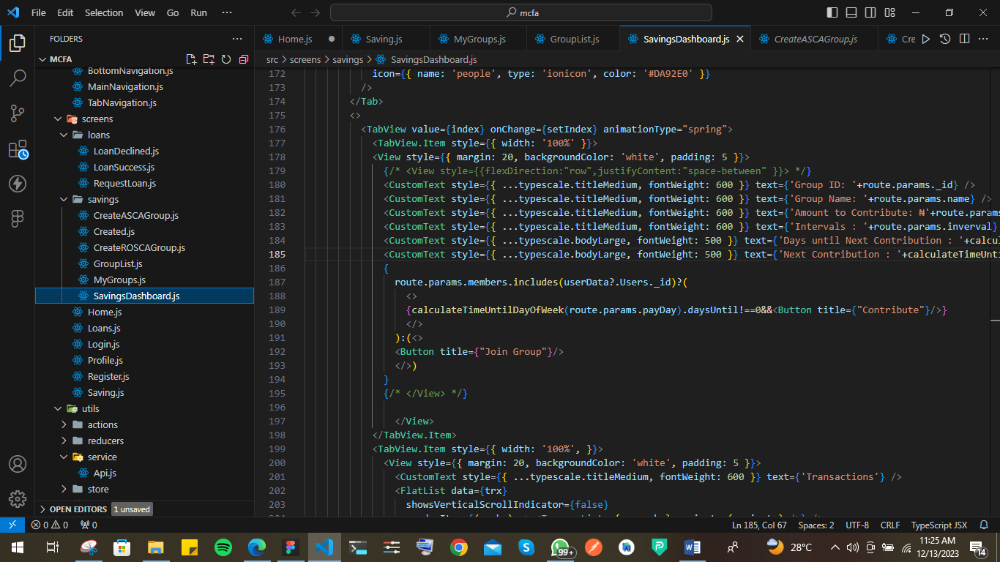 File Edit Selection View Go Run ···
mcfa
FOLDERS ···
MCFA
BottomNavigation.js
MainNavigation.js
TabNavigation.js
screens
loans
LoanDeclined.js
LoanSuccess.js
RequestLoan.js
savings
CreateASCAGroup.js
Created.js
CreateROSCAGroup.js
GroupList.js
MyGroups.js
SavingsDashboard.js
Home.js
Loans.js
Login.js
Profile.js
Register.js
Saving.js
utils
actions
reducers
service
Api.js
store
OPEN EDITORS 1 unsaved
Home.js Saving.js MyGroups.js GroupList.js SavingsDashboard.js CreateASCAGroup.js Cre
src > screens > savings > SavingsDashboard.js
172 icon={{ name: 'people', type: 'ionicon', color: '#DA92E0' }}
173 />
174 </Tab>
175 <>
176 <TabView value={index} onChange={setIndex} animationType="spring">
177 <TabView.Item style={{ width: '100%' }}>
178 <View style={{ margin: 20, backgroundColor: 'white', padding: 5 }}>
179 {/* <View style={{flexDirection:"row",justifyContent:"space-between" }}> */}
180 <CustomText style={{ ...typescale.titleMedium, fontWeight: 600 }} text={'Group ID: '+route.params._id} />
181 <CustomText style={{ ...typescale.titleMedium, fontWeight: 600 }} text={'Group Name: '+route.params.name} />
182 <CustomText style={{ ...typescale.titleMedium, fontWeight: 600 }} text={'Amount to Contribute: ₦'+route.params
183 <CustomText style={{ ...typescale.titleMedium, fontWeight: 600 }} text={'Intervals : '+route.params.inverval}
184 <CustomText style={{ ...typescale.bodyLarge, fontWeight: 500 }} text={'Days until Next Contribution : '+calcul
185 <CustomText style={{ ...typescale.bodyLarge, fontWeight: 500 }} text={'Next Contribution : '+calculateTimeUnti
186 {
187 route.params.members.includes(userData?.Users._id)?(
188 <>
189 {calculateTimeUntilDayOfWeek(route.params.payDay).daysUntil!==0&&<Button title={"Contribute"}/>}
190 </>
191 ):(<>
192 <Button title={"Join Group"}/>
193 </>)
194 }
195 {/* </View> */}
196
197 </View>
198 </TabView.Item>
199 <TabView.Item style={{ width: '100%', }}>
200 <View style={{ margin: 20, backgroundColor: 'white', padding: 5 }}>
201 <CustomText style={{ ...typescale.titleMedium, fontWeight: 600 }} text={'Transactions'} />
202 <FlatList data={trx}
203 showsVerticalScrollIndicator={false}
0 0 0 Ln 185, Col 67 Spaces: 2 UTF-8 CRLF TypeScript JSX
99+ 28°C 11:25 AM
12/13/2023 14